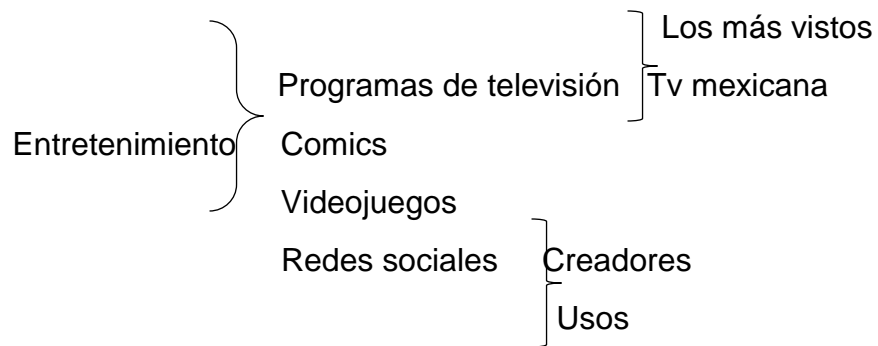 Los más vistos
Programas de televisión Tv mexicana
Entretenimiento Comics
Videojuegos
Redes sociales Creadores
Usos